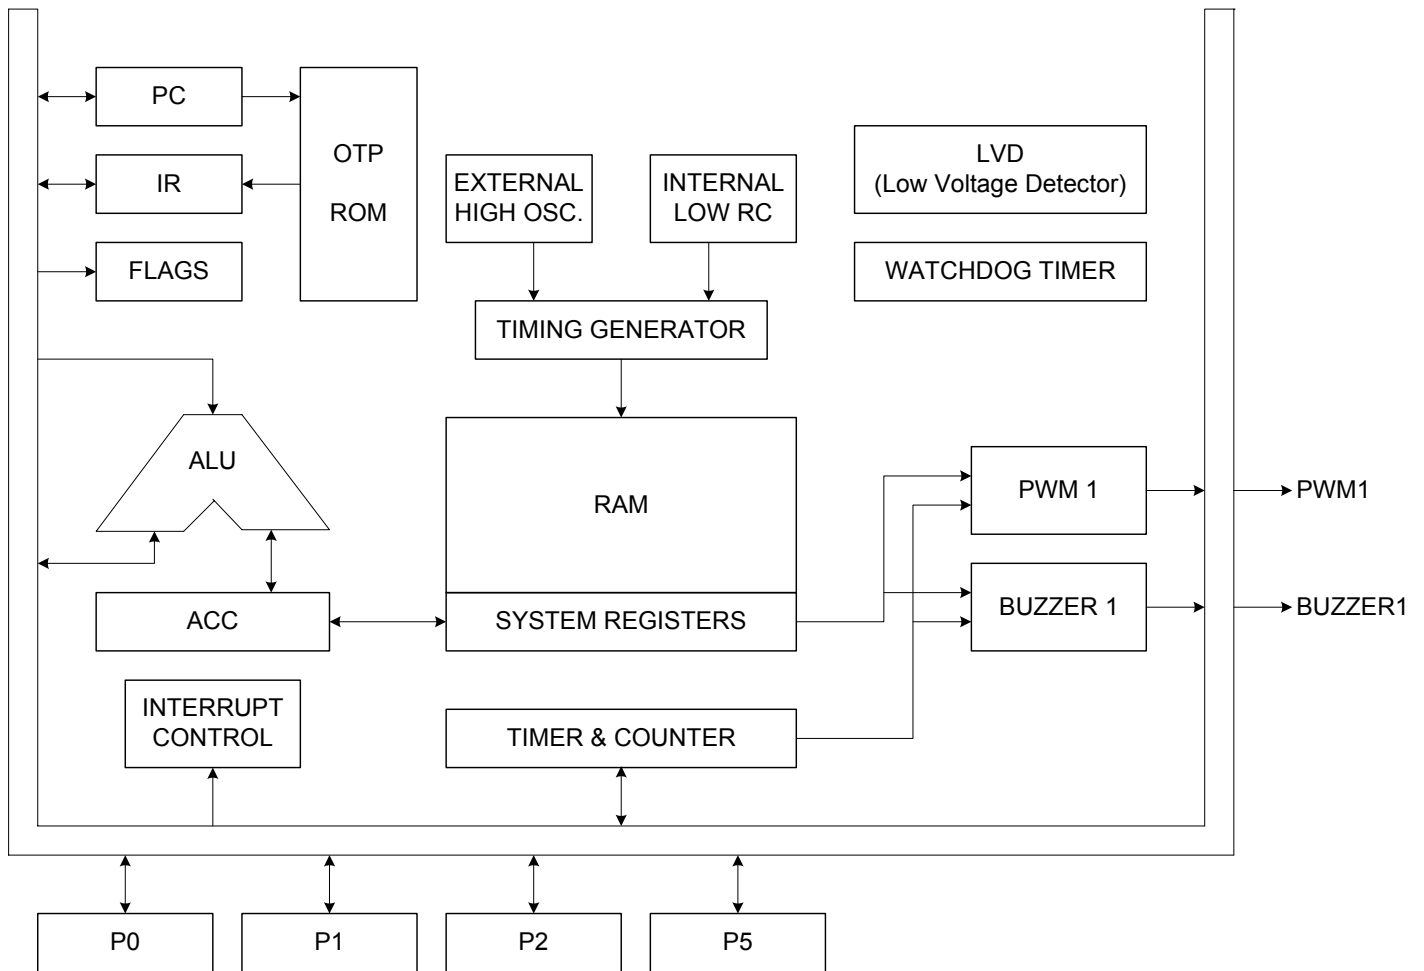 PC
OTP
ROM
IR
FLAGS
EXTERNAL
HIGH OSC.
INTERNAL
LOW RC
LVD
(Low Voltage Detector)
WATCHDOG TIMER
TIMING GENERATOR
ALU
RAM
PWM 1
PWM1
ACC
SYSTEM REGISTERS
BUZZER 1
BUZZER1
INTERRUPT
CONTROL
TIMER & COUNTER
P0
P1
P2
P5